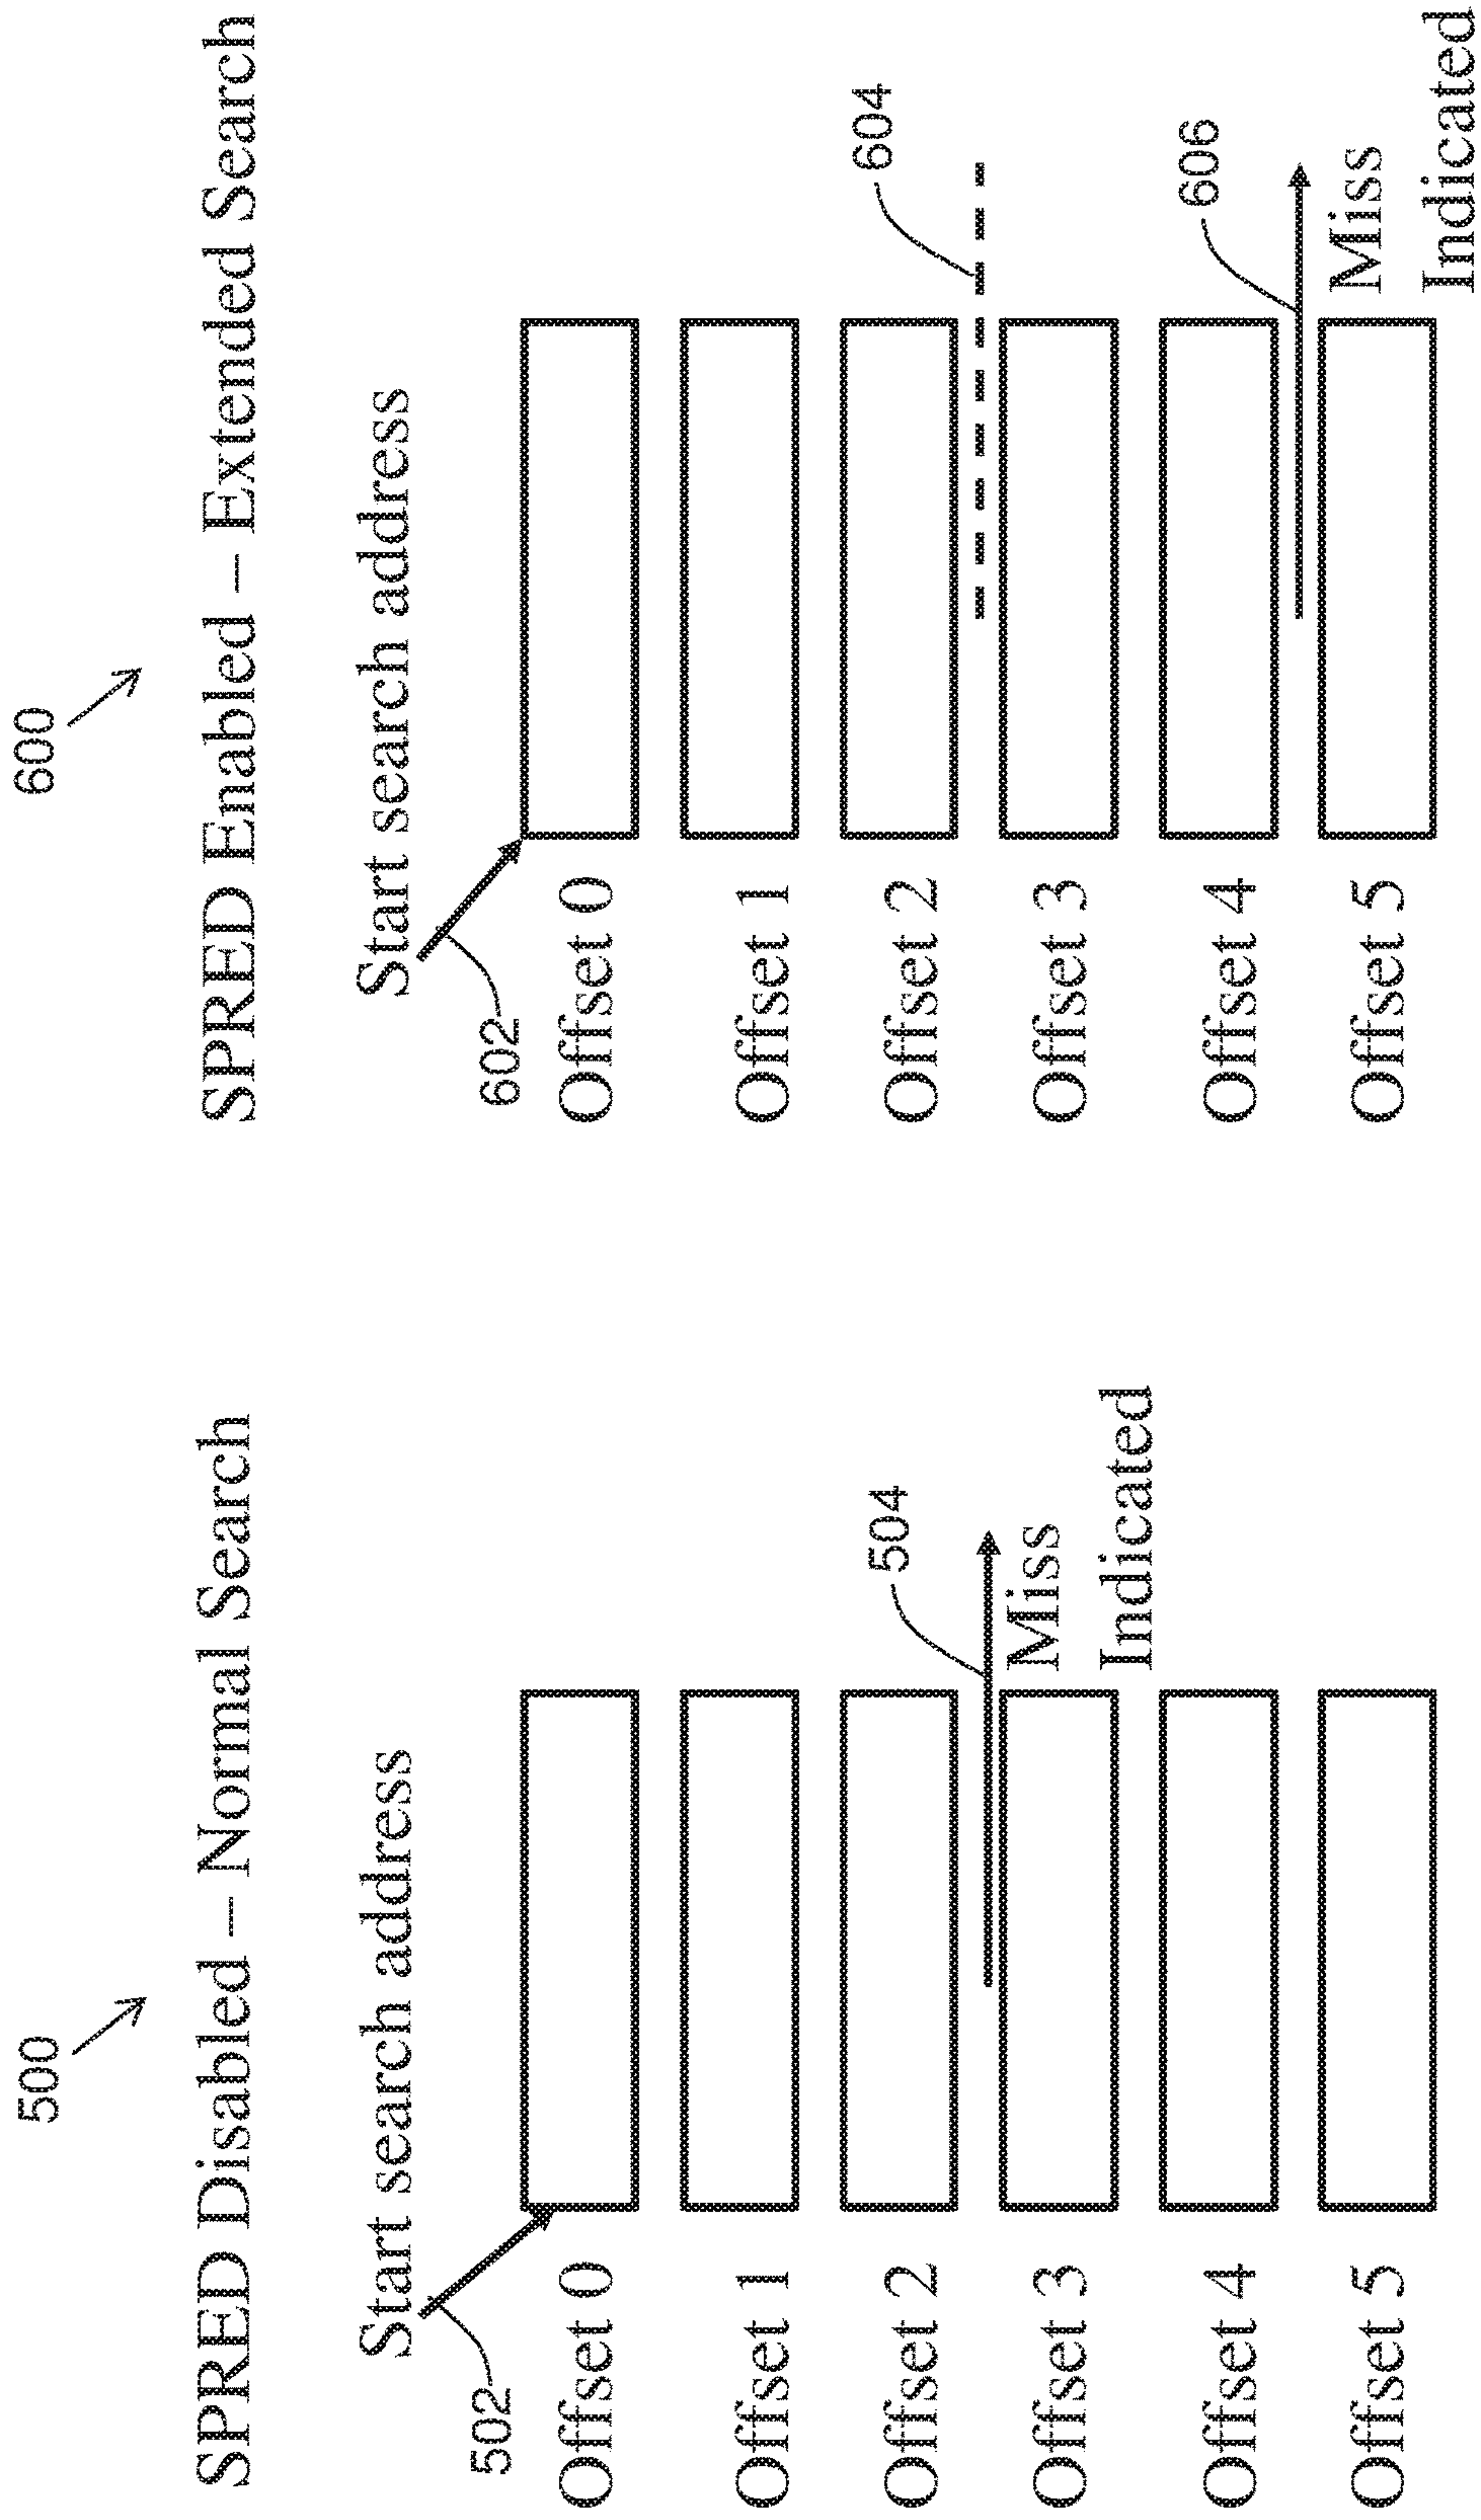 500
SPRED Disabled – Normal Search
Start search address
502
Offset 0
Offset 1
Offset 2
504
Miss
Indicated
Offset 3
Offset 4
Offset 5
600
SPRED Enabled – Extended Search
Start search address
602
Offset 0
Offset 1
Offset 2
604
Offset 3
Offset 4
606
Miss
Indicated
Offset 5